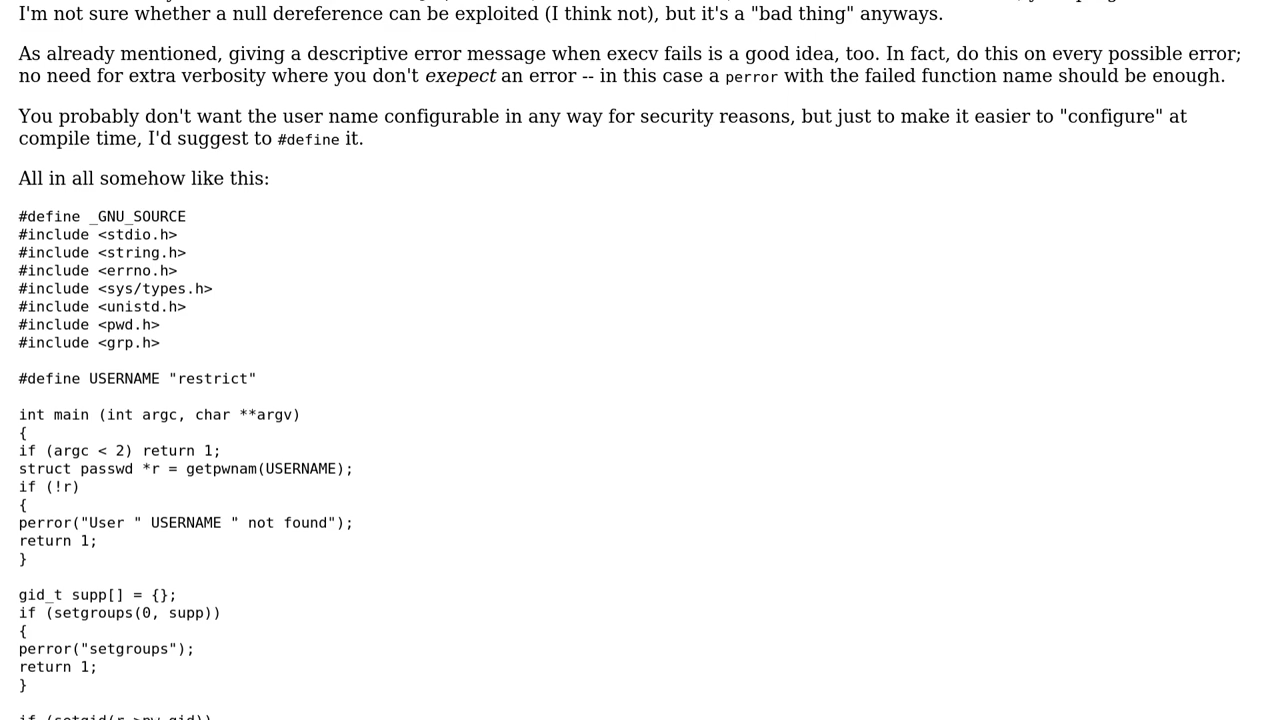 I'm not sure whether a null dereference can be exploited (I think not), but it's a "bad thing" anyways.
As already mentioned, giving a descriptive error message when execv fails is a good idea, too. In fact, do this on every possible error;
no need for extra verbosity where you don't exepect an error -- in this case a perror with the failed function name should be enough.
You probably don't want the user name configurable in any way for security reasons, but just to make it easier to "configure" at
compile time, I'd suggest to #define it.
All in all somehow like this:
#define _GNU_SOURCE
#include <stdio.h>
#include <string.h>
#include <errno.h>
#include <sys/types.h>
#include <unistd.h>
#include <pwd.h>
#include <grp.h>
#define USERNAME "restrict"
int main (int argc, char **argv)
{
if (argc < 2) return 1;
struct passwd *r = getpwnam(USERNAME);
if (!r)
{
perror("User " USERNAME " not found");
return 1;
}
gid_t supp[] = {};
if (setgroups(0, supp))
{
perror("setgroups");
return 1;
}
if (setgid(r->pw_gid))